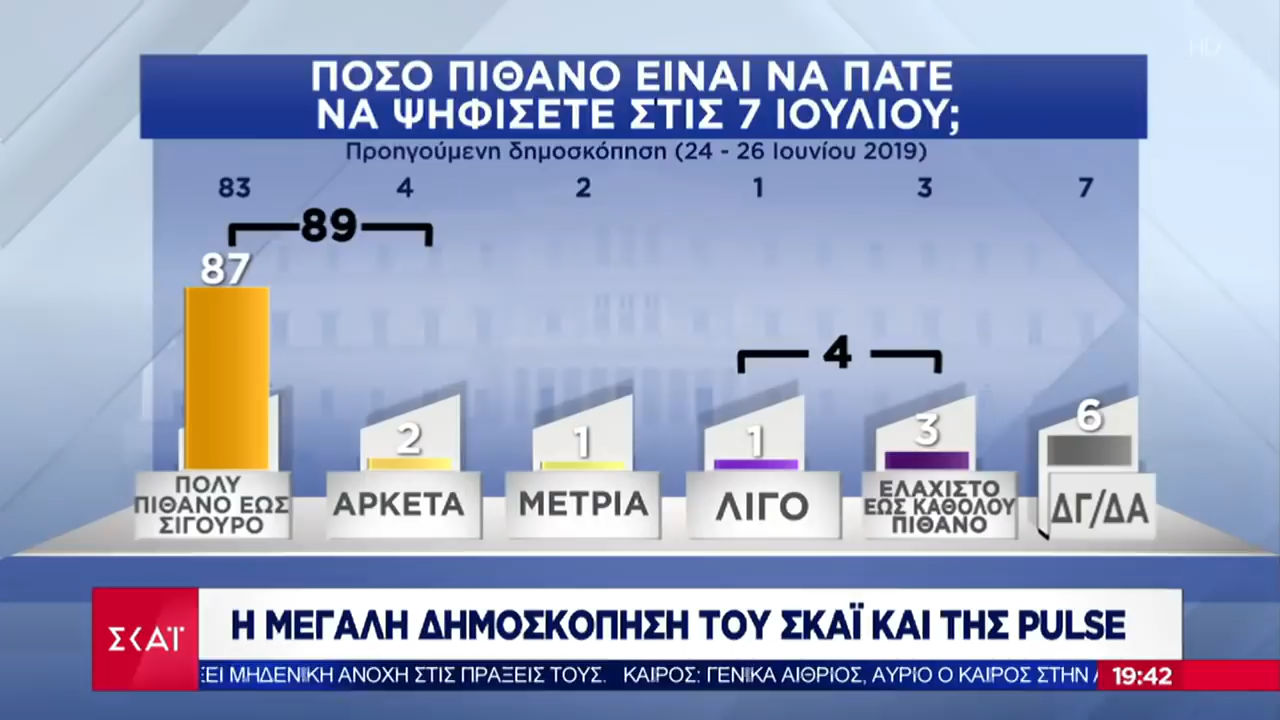 HD
ΠΟΣΟ ΠΙΘΑΝΟ ΕΙΝΑΙ ΝΑ ΠΑΤΕ
ΝΑ ΨΗΦΙΣΕΤΕ ΣΤΙΣ 7 ΙΟΥΛΙΟΥ;
Προηγούμενη δημοσκόπηση (24 - 26 Ιουνίου 2019)
83 4 2 1 3 7
89
87
4
2 1 1 3 6
ΠΟΛΥ
ΠΙΘΑΝΟ ΕΩΣ
ΣΙΓΟΥΡΟ
ΑΡΚΕΤΑ
ΜΕΤΡΙΑ
ΛΙΓΟ
ΕΛΑΧΙΣΤΟ
ΕΩΣ ΚΑΘΟΛΟΥ
ΠΙΘΑΝΟ
ΔΓ/ΔΑ
ΣΚΑΪ
Η ΜΕΓΑΛΗ ΔΗΜΟΣΚΟΠΗΣΗ ΤΟΥ ΣΚΑΪ ΚΑΙ ΤΗΣ PULSE
ΕΙ ΜΗΔΕΝΙΚΗ ΑΝΟΧΗ ΣΤΙΣ ΠΡΑΞΕΙΣ ΤΟΥΣ. ΚΑΙΡΟΣ: ΓΕΝΙΚΑ ΑΙΘΡΙΟΣ, ΑΥΡΙΟ Ο ΚΑΙΡΟΣ ΣΤΗΝ
19:42